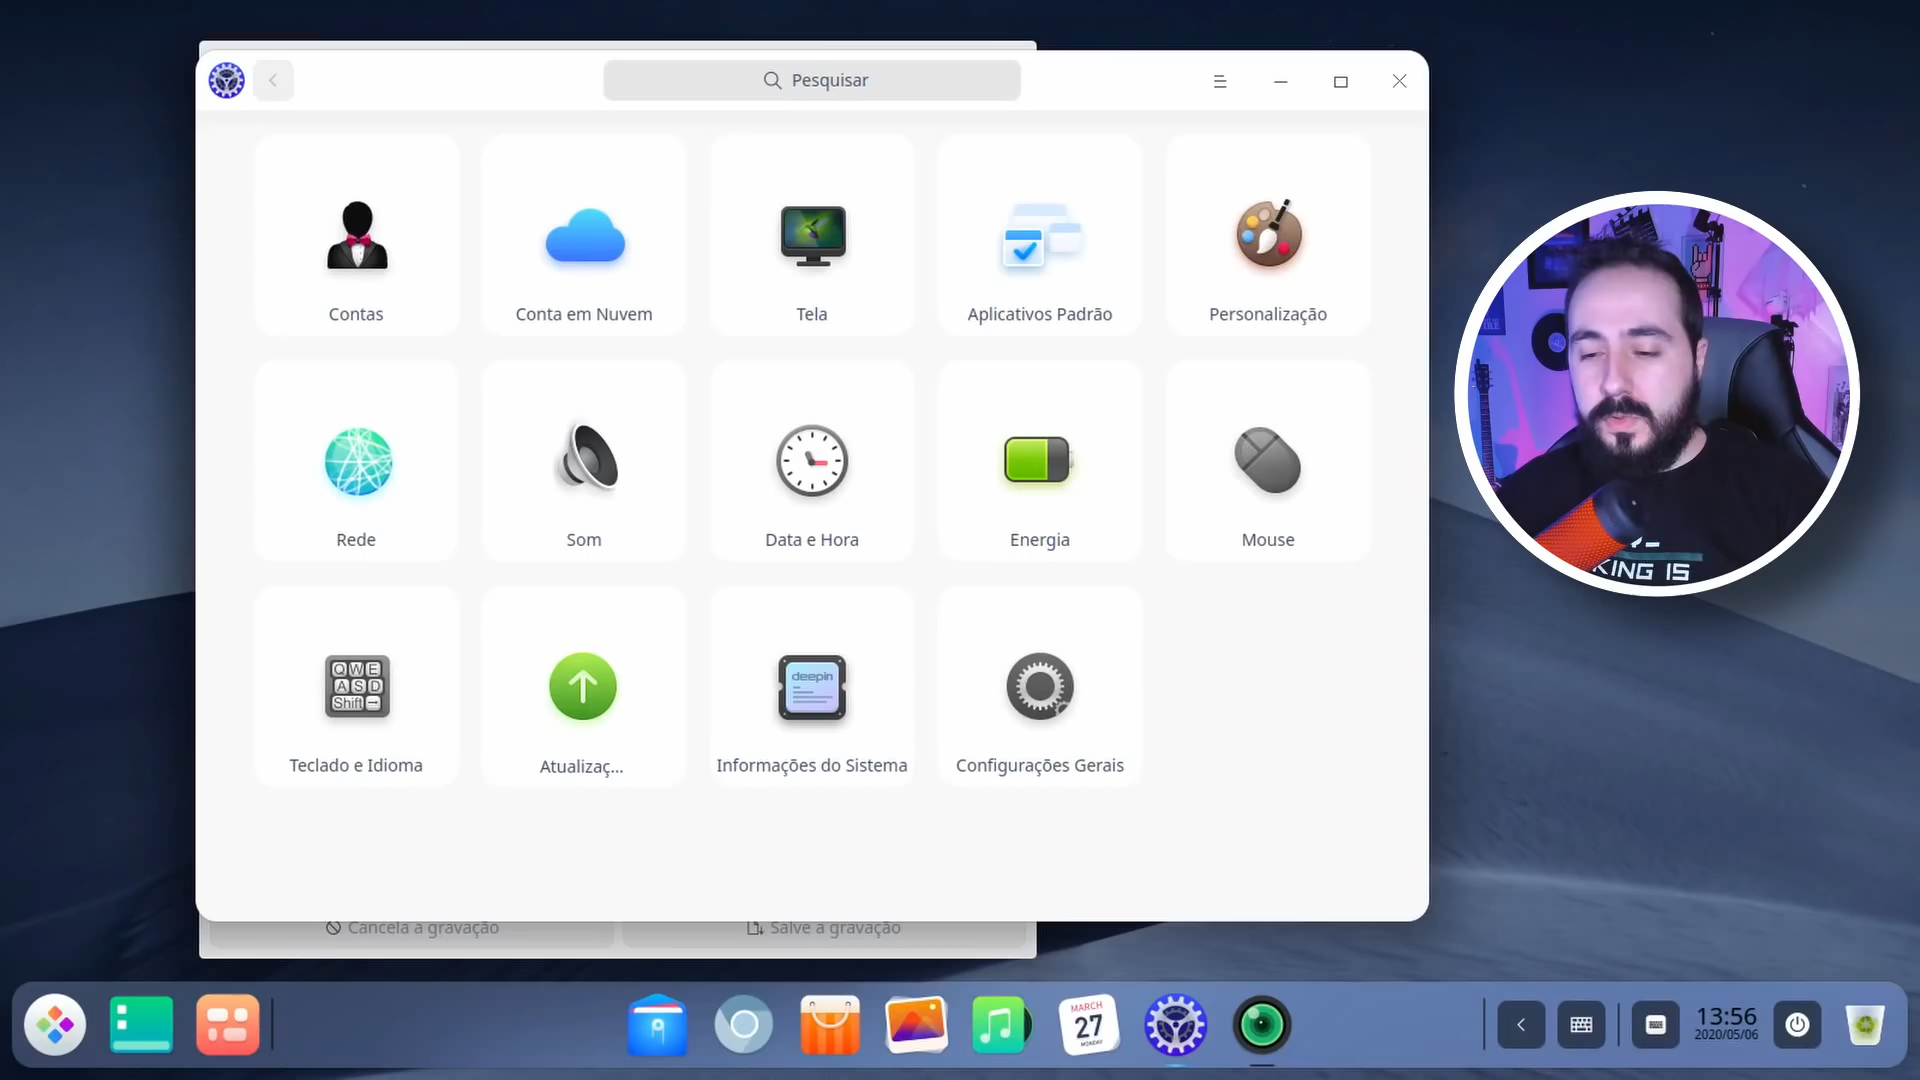 Pesquisar
Contas
Conta em Nuvem
Tela
Aplicativos Padrão
Personalização
Rede
Som
Data e Hora
Energia
Mouse
QWE
ASD
Shift
deepin
Teclado e Idioma
Atualizaç...
Informações do Sistema
Configurações Gerais
KING IS
Cancela a gravação
Salve a gravação
MARCH
27
MONDAY
13:56
2020/05/06